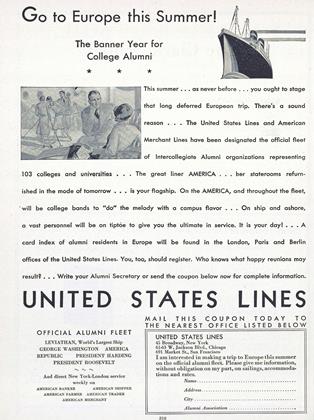 Go to Europe this Summer!
The Banner Year for
College Alumni
* * *
This summer . . . as never before . . . you ought to stage
that long deferred European trip. There's a sound
reason . . . . The United States Lines and American
Merchant Lines have been designated the official fleet
of Intercollegiate Alumni organizations representing
103 colleges and universities . . . The great liner AMERICA . . . her staterooms refurn-
ished in the mode of tomorrow . . . is your flagship. On the AMERICA, and throughout the fleet,
will be college bands to "do" the melody with a campus flavor . . . On ship and ashore,
a vast personnel will be on tiptoe to give you the ultimate in service. It is your day! . . . A
card index of alumni residents in Europe will be found in the London, Paris and Berlin
offices of the United States Lines. You, too, should register. Who knows what happy reunions may
result? . . . Write your Alumni Secretary or send the coupon below now for complete information.
UNITED STATES LINES
OFFICIAL ALUMNI FLEET
LEVIATHAN, World's Largest Ship
GEORGE WASHINGTON AMERICA
REPUBLIC PRESIDENT HARDING
PRESIDENT ROOSEVELT
And direct New York-London service
weekly on
AMERICAN BANKER AMERICAN SHIPPER
AMERICAN FARMER AMERICAN TRADER
AMERICAN MERCHANT
MAIL THIS COUPON TODAY TO
THE NEAREST OFFICE LISTED BELOW
UNITED STATES LINES
45 Broadway, New York
61-63 W. Jackson Blvd., Chicago
691 Market St., San Francisco
I am interested in making a trip to Europe this summer
on the official alumni fleet. Please give me information,
without obligation on my part, on sailings, accommoda-
tions and rates.
Name
Address
City
Alumni Association